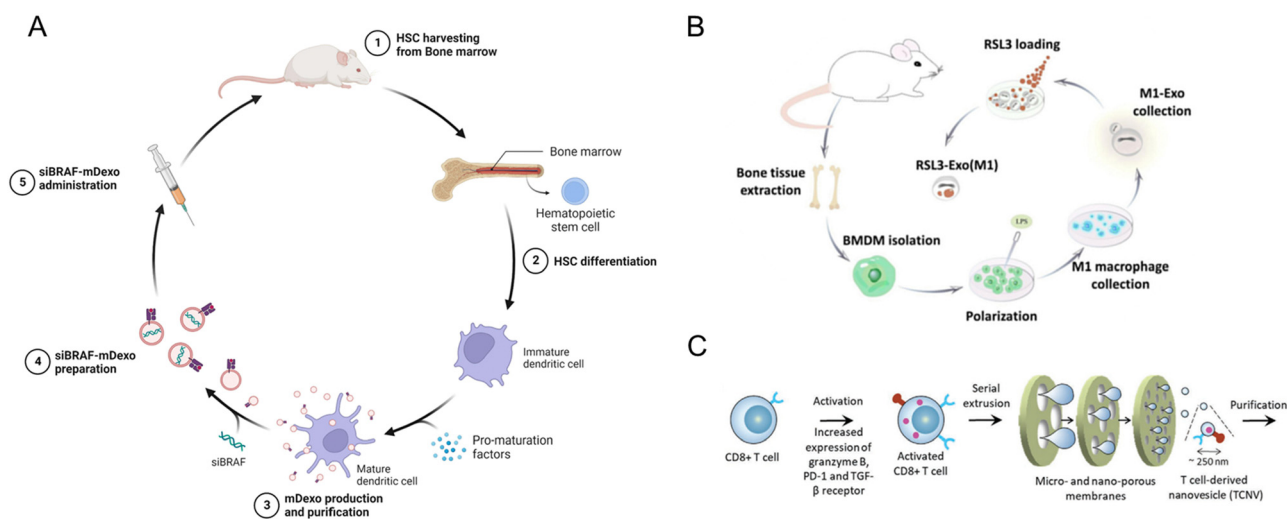 A
1 HSC harvesting
from Bone marrow
Bone marrow
Hematopoietic
stem cell
2 HSC differentiation
Immature
dendritic cell
Pro-maturation
factors
Mature
dendritic cell
3 mDexo production
and purification
siBRAF
4 siBRAF-mDexo
preparation
5 siBRAF-mDexo
administration
B
Bone tissue
extraction
BMDM isolation
LPS
Polarization
M1 macrophage
collection
M1-Exo
collection
RSL3 loading
RSL3-Exo(M1)
C
CD8+ T cell
Activation
Increased
expression of
granzyme B,
PD-1 and TGF-
β receptor
Activated
CD8+ T cell
Serial
extrusion
Micro- and nano-porous
membranes
~ 250 nm
T cell-derived
nanovesicle (TCNV)
Purification